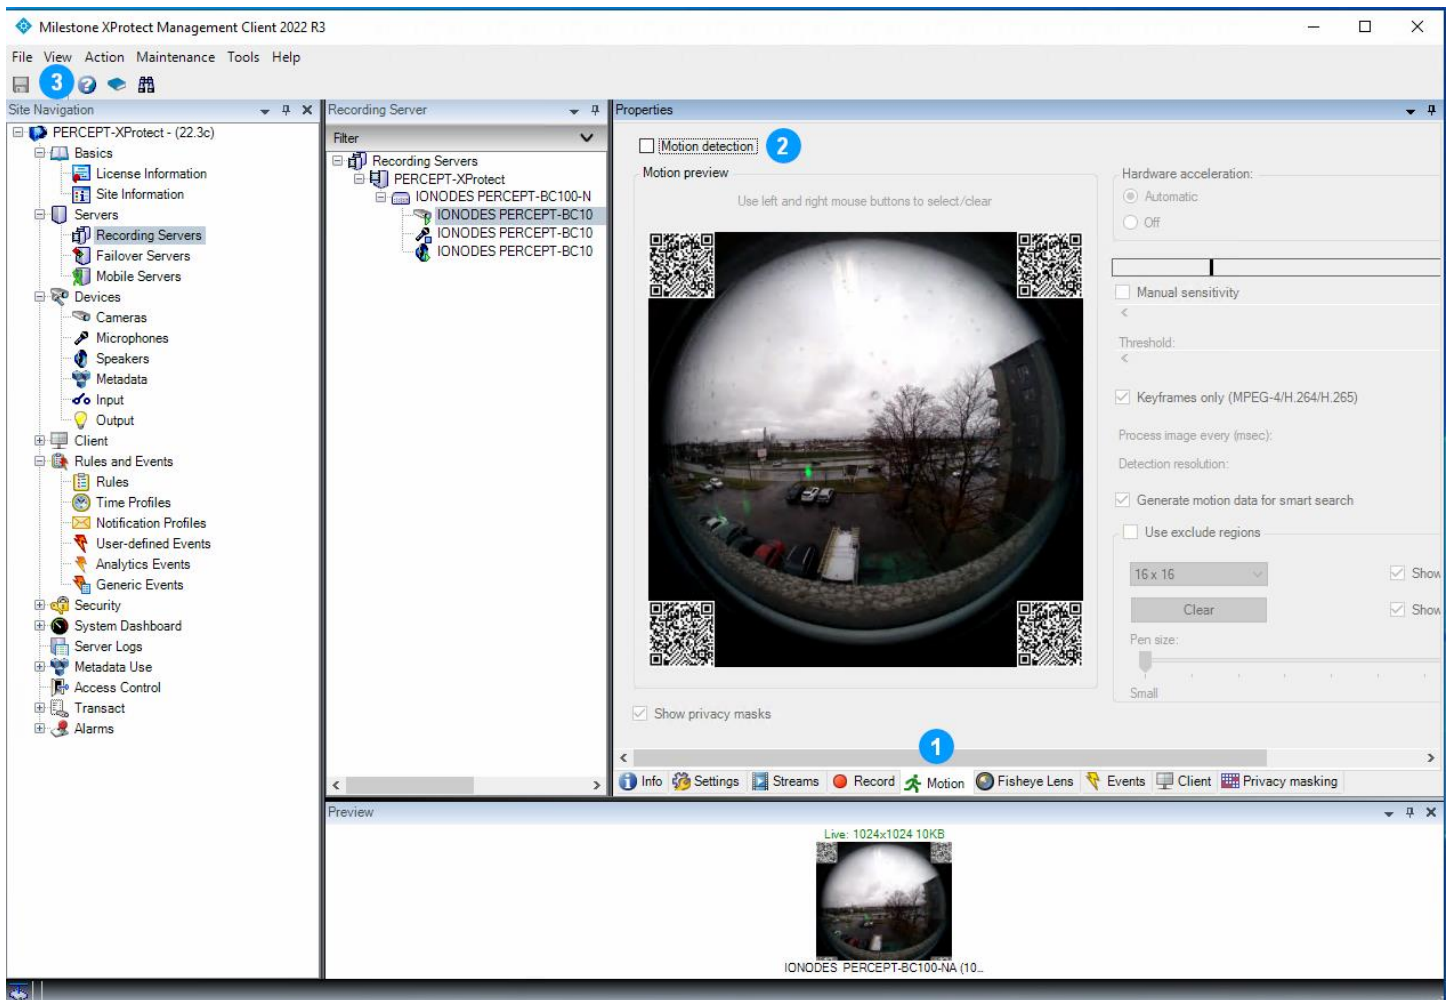 Milestone XProtect Management Client 2022 R3
File View Action Maintenance Tools Help
3
Site Navigation
PERCEPT-XProtect - (22.3c)
Basics
License Information
Site Information
Servers
Recording Servers
Failover Servers
Mobile Servers
Devices
Cameras
Microphones
Speakers
Metadata
Input
Output
Client
Rules and Events
Rules
Time Profiles
Notification Profiles
User-defined Events
Analytics Events
Generic Events
Security
System Dashboard
Server Logs
Metadata Use
Access Control
Transact
Alarms
Recording Server
Filter
Recording Servers
PERCEPT-XProtect
IONODES PERCEPT-BC100-N
IONODES PERCEPT-BC10
IONODES PERCEPT-BC10
IONODES PERCEPT-BC10
Properties
Motion detection 2
Motion preview
Use left and right mouse buttons to select/clear
Hardware acceleration:
Automatic
Off
Manual sensitivity
Threshold:
Keyframes only (MPEG-4/H.264/H.265)
Process image every (msec):
Detection resolution:
Generate motion data for smart search
Use exclude regions
16 x 16 Show
Clear Show
Pen size:
Small
Show privacy masks
1
Info Settings Streams Record Motion Fisheye Lens Events Client Privacy masking
Preview
Live: 1024x1024 10KB
IONODES PERCEPT-BC100-NA (10...